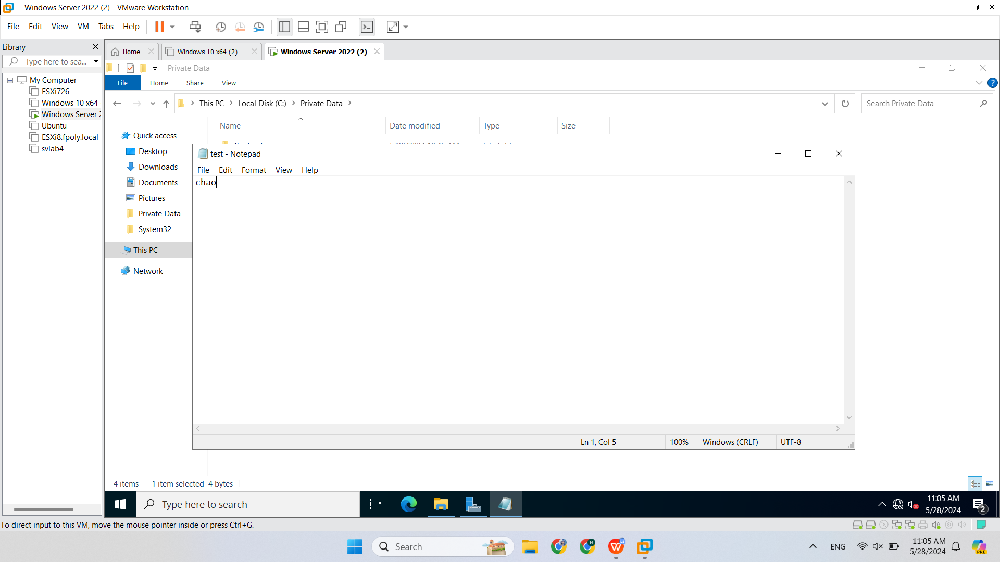 Windows Server 2022 (2) - VMware Workstation
File Edit View VM Tabs Help
Library
Type here to sea...
My Computer
ESXi726
Windows 10 x64
Windows Server 2
Ubuntu
ESXi8.fpoly.local
svlab4
Home
Windows 10 x64 (2)
Windows Server 2022 (2)
Private Data
File Home Share View
This PC Local Disk (C:) Private Data
Search Private Data
Name Date modified Type Size
Quick access
Desktop
Downloads
Documents
Pictures
Private Data
System32
This PC
Network
test - Notepad
File Edit Format View Help
chao
Ln 1, Col 5 100% Windows (CRLF) UTF-8
4 items 1 item selected 4 bytes
Type here to search
11:05 AM
5/28/2024
2
To direct input to this VM, move the mouse pointer inside or press Ctrl+G.
Search
ENG
11:05 AM
5/28/2024
PRE